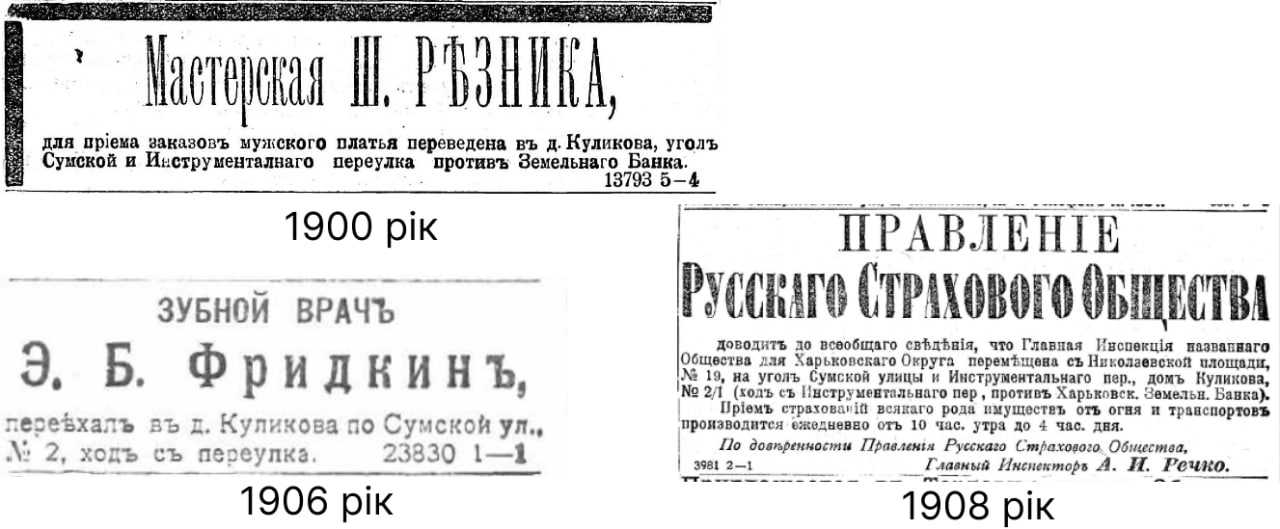 Мастерская Ш. РѢЗНИКА,
для пріема заказовъ мужского платья переведена въ д. Куликова, уголъ
Сумской и Инструменталнаго переулка противъ Земельнаго Банка.
13793 5—4
1900 рік
ЗУБНОЙ ВРАЧЪ
Э. Б. Фридкинъ,
переѣхалъ въ д. Куликова по Сумской ул.,
№ 2, ходъ съ переулка. 23830 1—1
1906 рік
ПРАВЛЕНІЕ
РУССКАГО СТРАХОВОГО ОБЩЕСТВА
доводитъ до всеобщаго свѣдѣнія, что Главная Инспекція названнаго
Общества для Харьковскаго Округа перемѣщена съ Николаевской площади,
№ 19, на уголъ Сумской улицы и Инструментальнаго пер., домъ Куликова,
№ 2/1 (ходъ съ Инструментальнаго пер, противъ Харьковск. Земельн. Банка).
Пріемъ страхованій всякаго рода имуществъ отъ огня и транспортовъ
производится ежедневно отъ 10 час. утра до 4 час. дня.
По довѣренности Правленія Русскаго Страхового Общества,
3981 2—1 Главный Инспекторъ А. И. Речко.
1908 рік